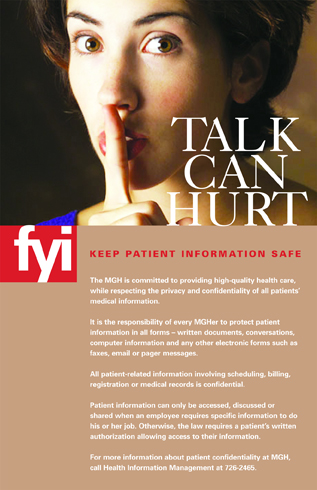 TALK
CAN
HURT
fyi
KEEP PATIENT INFORMATION SAFE
The MGH is committed to providing high-quality health care,
while respecting the privacy and confidentiality of all patients'
medical information.
It is the responsibility of every MGHer to protect patient
information in all forms – written documents, conversations,
computer information and any other electronic forms such as
faxes, email or pager messages.
All patient-related information involving scheduling, billing,
registration or medical records is confidential.
Patient information can only be accessed, discussed or
shared when an employee requires specific information to do
his or her job. Otherwise, the law requires a patient's written
authorization allowing access to their information.
For more information about patient confidentiality at MGH,
call Health Information Management at 726-2465.